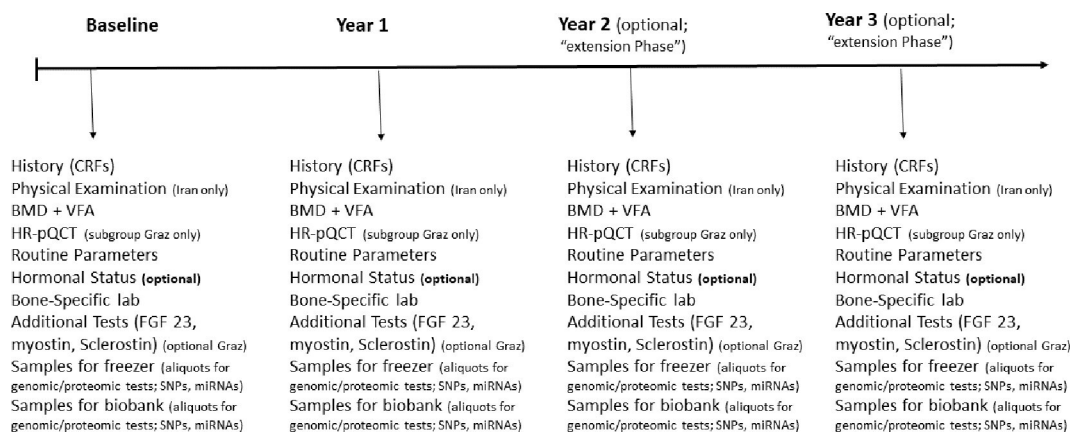 Baseline
Year 1
Year 2 (optional;
“extension Phase”)
Year 3 (optional;
“extension Phase”)
History (CRFs)
Physical Examination (Iran only)
BMD + VFA
HR-pQCT (subgroup Graz only)
Routine Parameters
Hormonal Status (optional)
Bone-Specific lab
Additional Tests (FGF 23,
myostin, Sclerostin) (optional Graz)
Samples for freezer (aliquots for
genomic/proteomic tests; SNPs, miRNAs)
Samples for biobank (aliquots for
genomic/proteomic tests; SNPs, miRNAs)
History (CRFs)
Physical Examination (Iran only)
BMD + VFA
HR-pQCT (subgroup Graz only)
Routine Parameters
Hormonal Status (optional)
Bone-Specific lab
Additional Tests (FGF 23,
myostin, Sclerostin) (optional Graz)
Samples for freezer (aliquots for
genomic/proteomic tests; SNPs, miRNAs)
Samples for biobank (aliquots for
genomic/proteomic tests; SNPs, miRNAs)
History (CRFs)
Physical Examination (Iran only)
BMD + VFA
HR-pQCT (subgroup Graz only)
Routine Parameters
Hormonal Status (optional)
Bone-Specific lab
Additional Tests (FGF 23,
myostin, Sclerostin) (optional Graz)
Samples for freezer (aliquots for
genomic/proteomic tests; SNPs, miRNAs)
Samples for biobank (aliquots for
genomic/proteomic tests; SNPs, miRNAs)
History (CRFs)
Physical Examination (Iran only)
BMD + VFA
HR-pQCT (subgroup Graz only)
Routine Parameters
Hormonal Status (optional)
Bone-Specific lab
Additional Tests (FGF 23,
myostin, Sclerostin) (optional Graz)
Samples for freezer (aliquots for
genomic/proteomic tests; SNPs, miRNAs)
Samples for biobank (aliquots for
genomic/proteomic tests; SNPs, miRNAs)